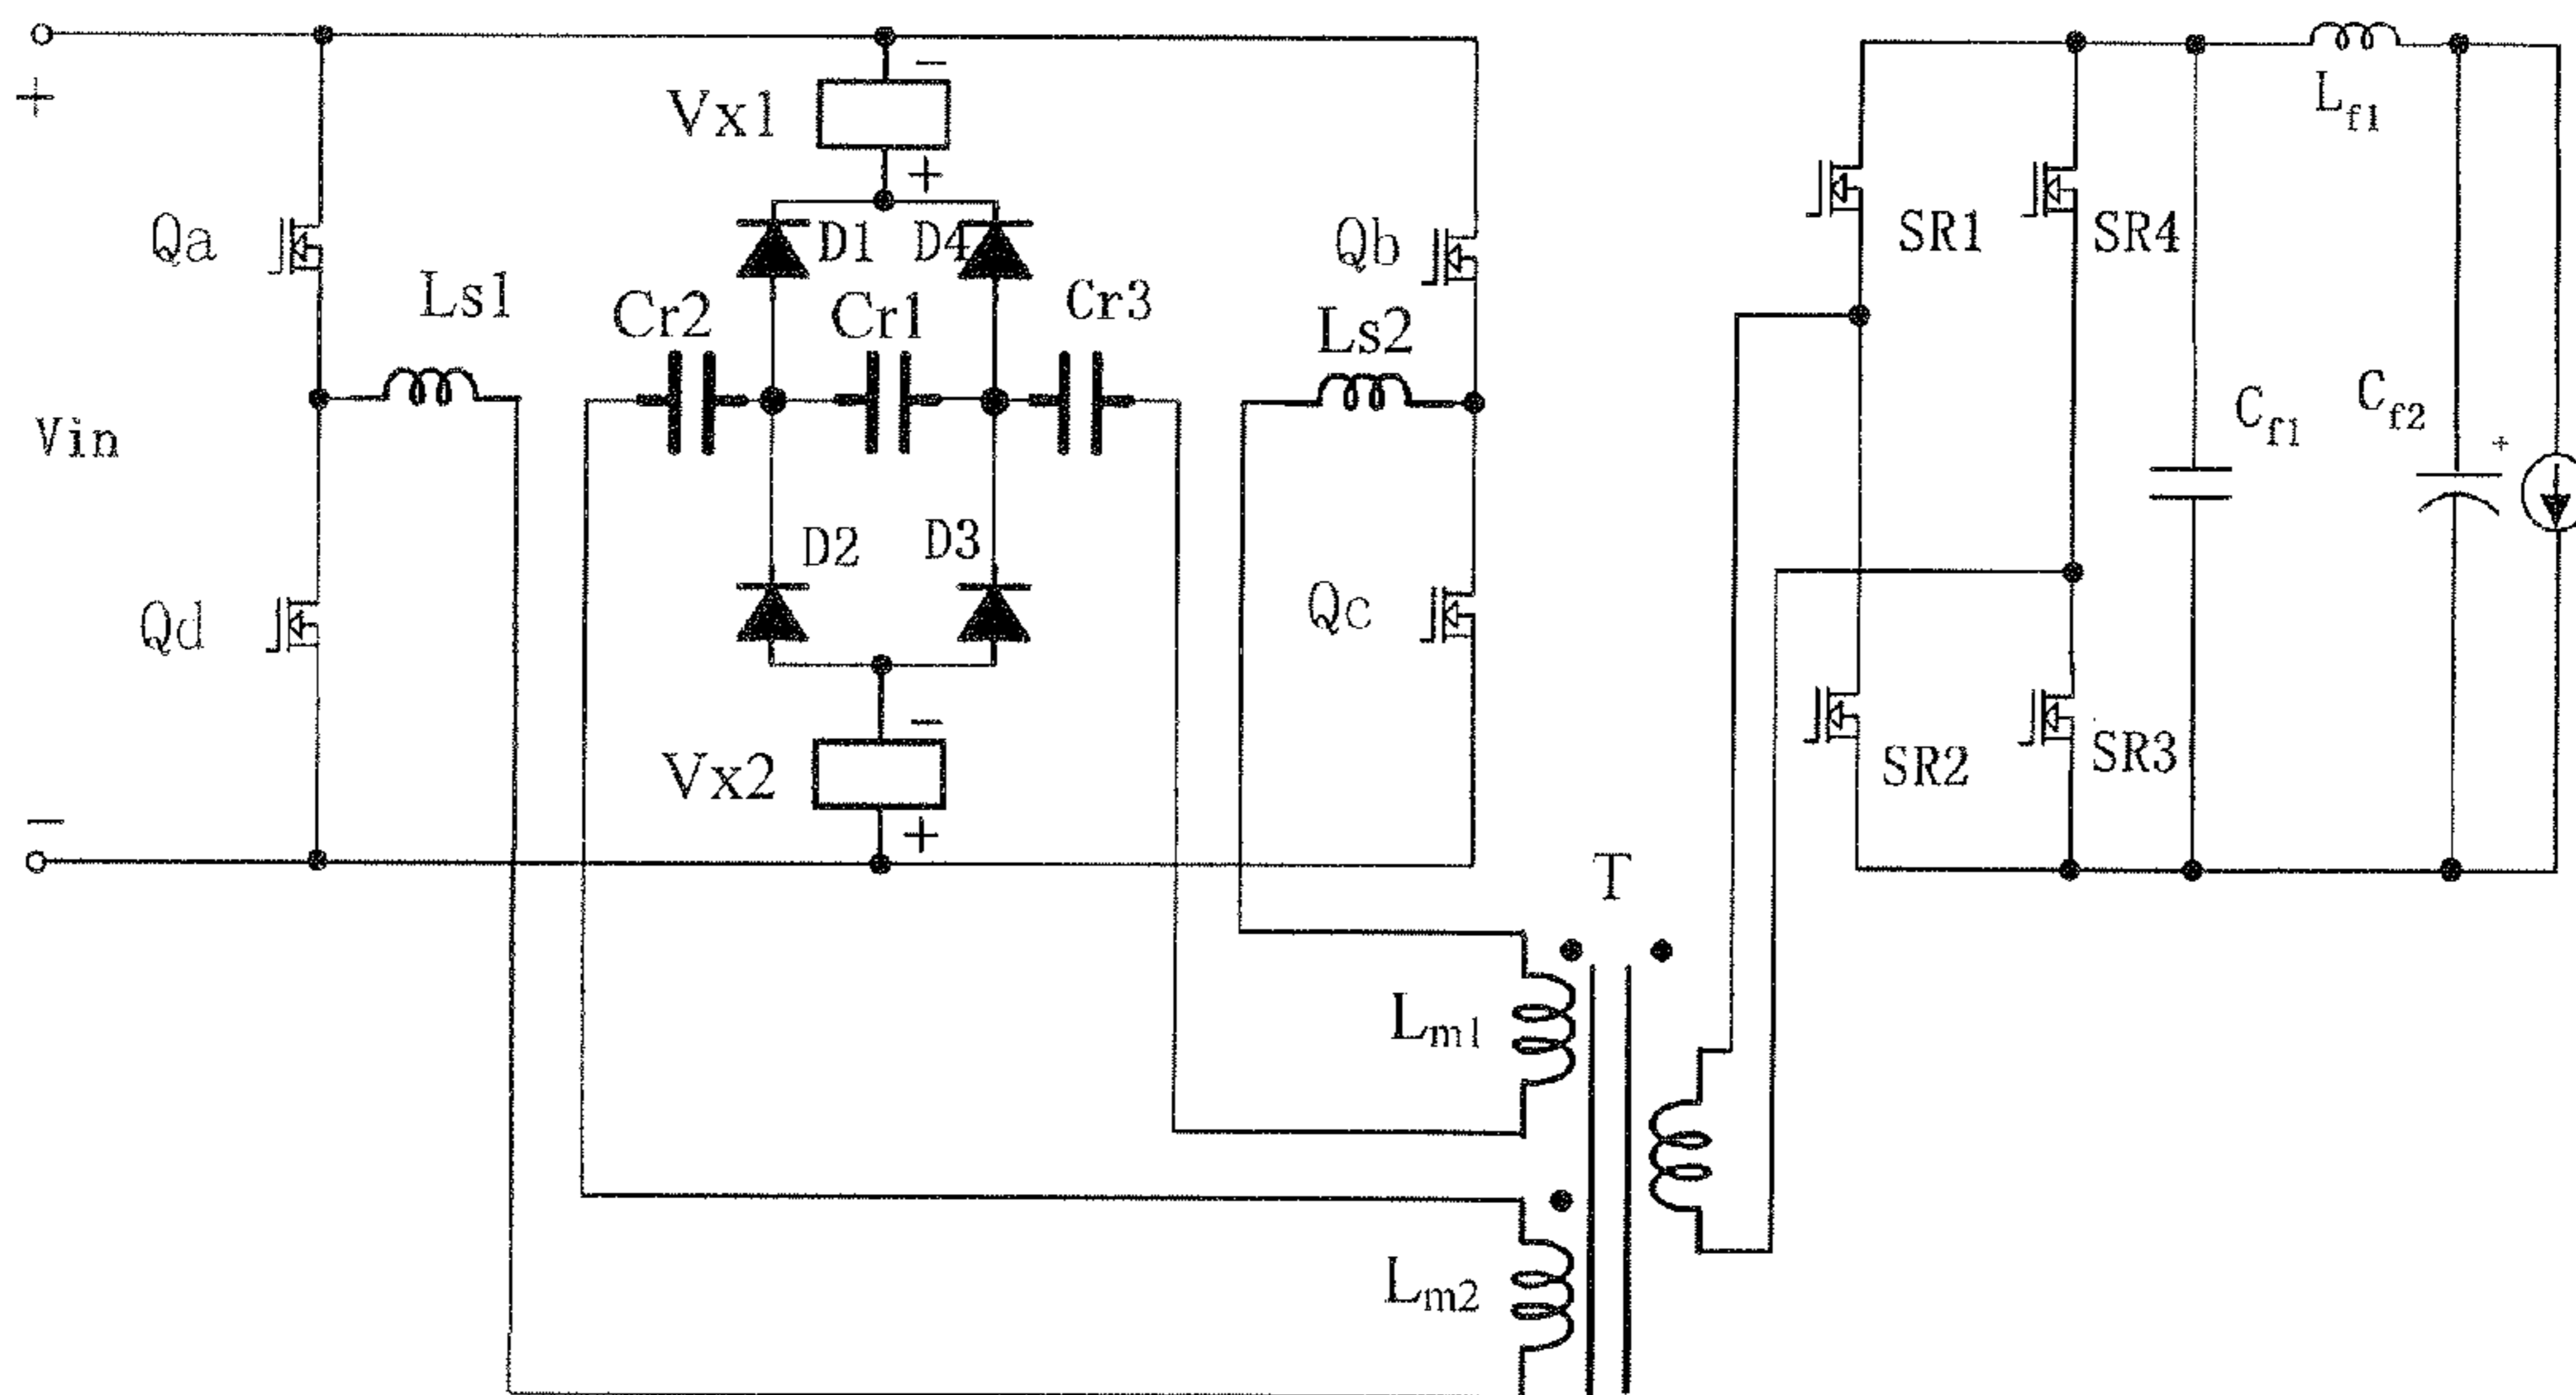 +
Vin
−
Qa
Qd
Ls1
Vx1
−
+
D1
D4
Cr2
Cr1
Cr3
D2
D3
Vx2
−
+
Qb
Ls2
Qc
T
Lm1
Lm2
SR1
SR4
SR2
SR3
Lf1
Cf1
Cf2
+